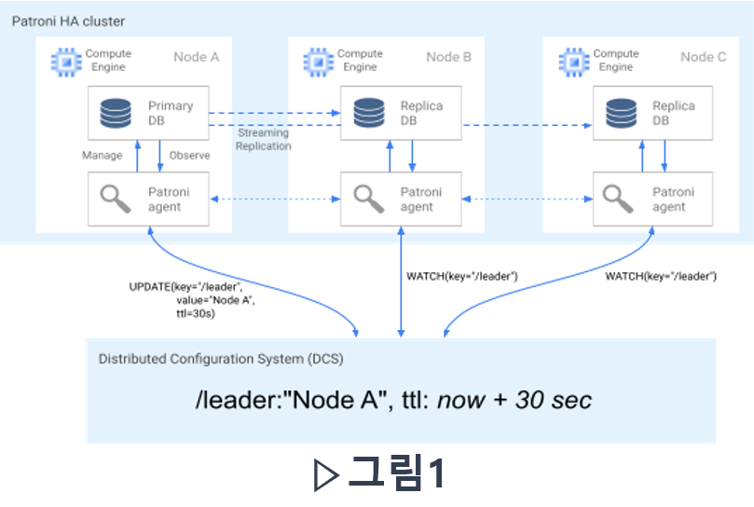 Patroni HA cluster
Compute
Engine
Node A
Primary
DB
Manage
Observe
Patroni
agent
Streaming
Replication
Compute
Engine
Node B
Replica
DB
Patroni
agent
Compute
Engine
Node C
Replica
DB
Patroni
agent
UPDATE(key="/leader",
value="Node A",
ttl=30s)
WATCH(key="/leader")
WATCH(key="/leader")
Distributed Configuration System (DCS)
/leader:"Node A", ttl: now + 30 sec
▷그림1